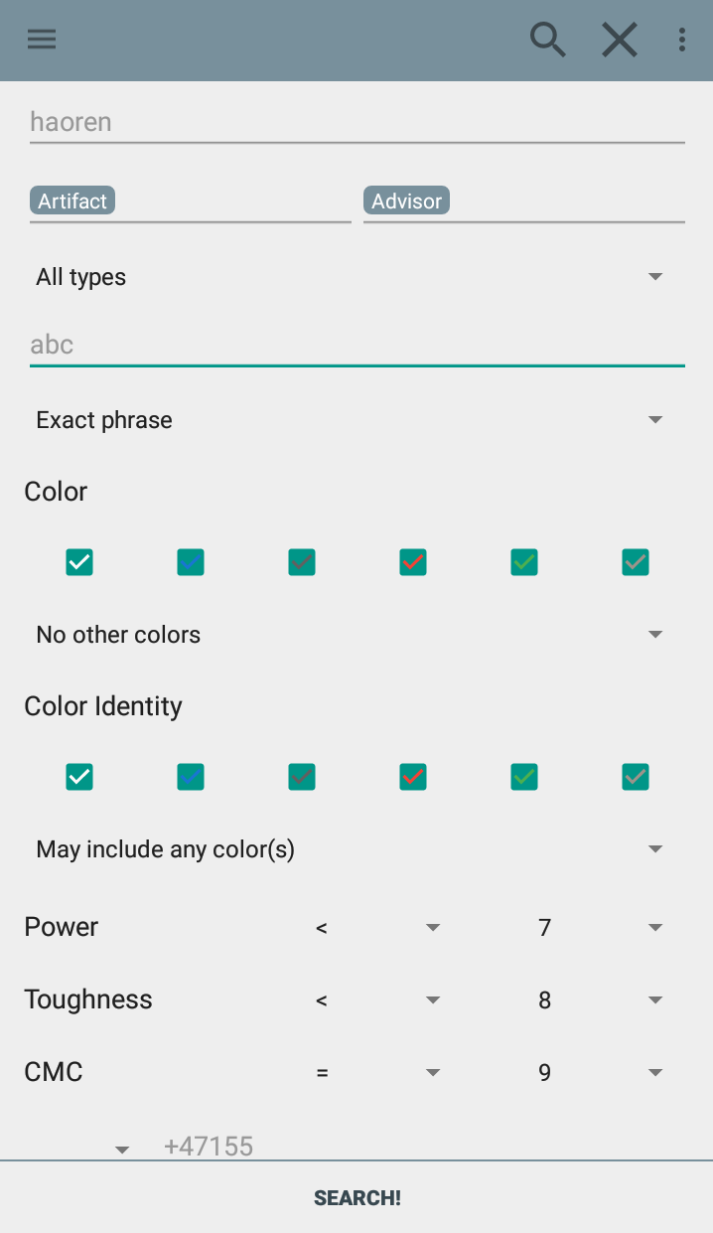 haoren
Artifact Advisor
All types
abc
Exact phrase
Color
No other colors
Color Identity
May include any color(s)
Power < 7
Toughness < 8
CMC = 9
+47155
SEARCH!